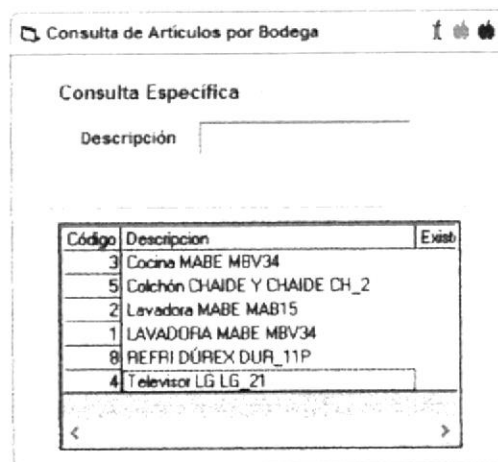 Consulta de Artículos por Bodega
Consulta Específica
Descripción
Código Descripcion Existe
3 Cocina MABE MBV34
5 Colchón CHAIDE Y CHAIDE CH_2
2 Lavadora MABE MAB15
1 LAVADORA MABE MBV34
8 REFRI DÚREX DUR_11P
4 Televisor LG LG_21